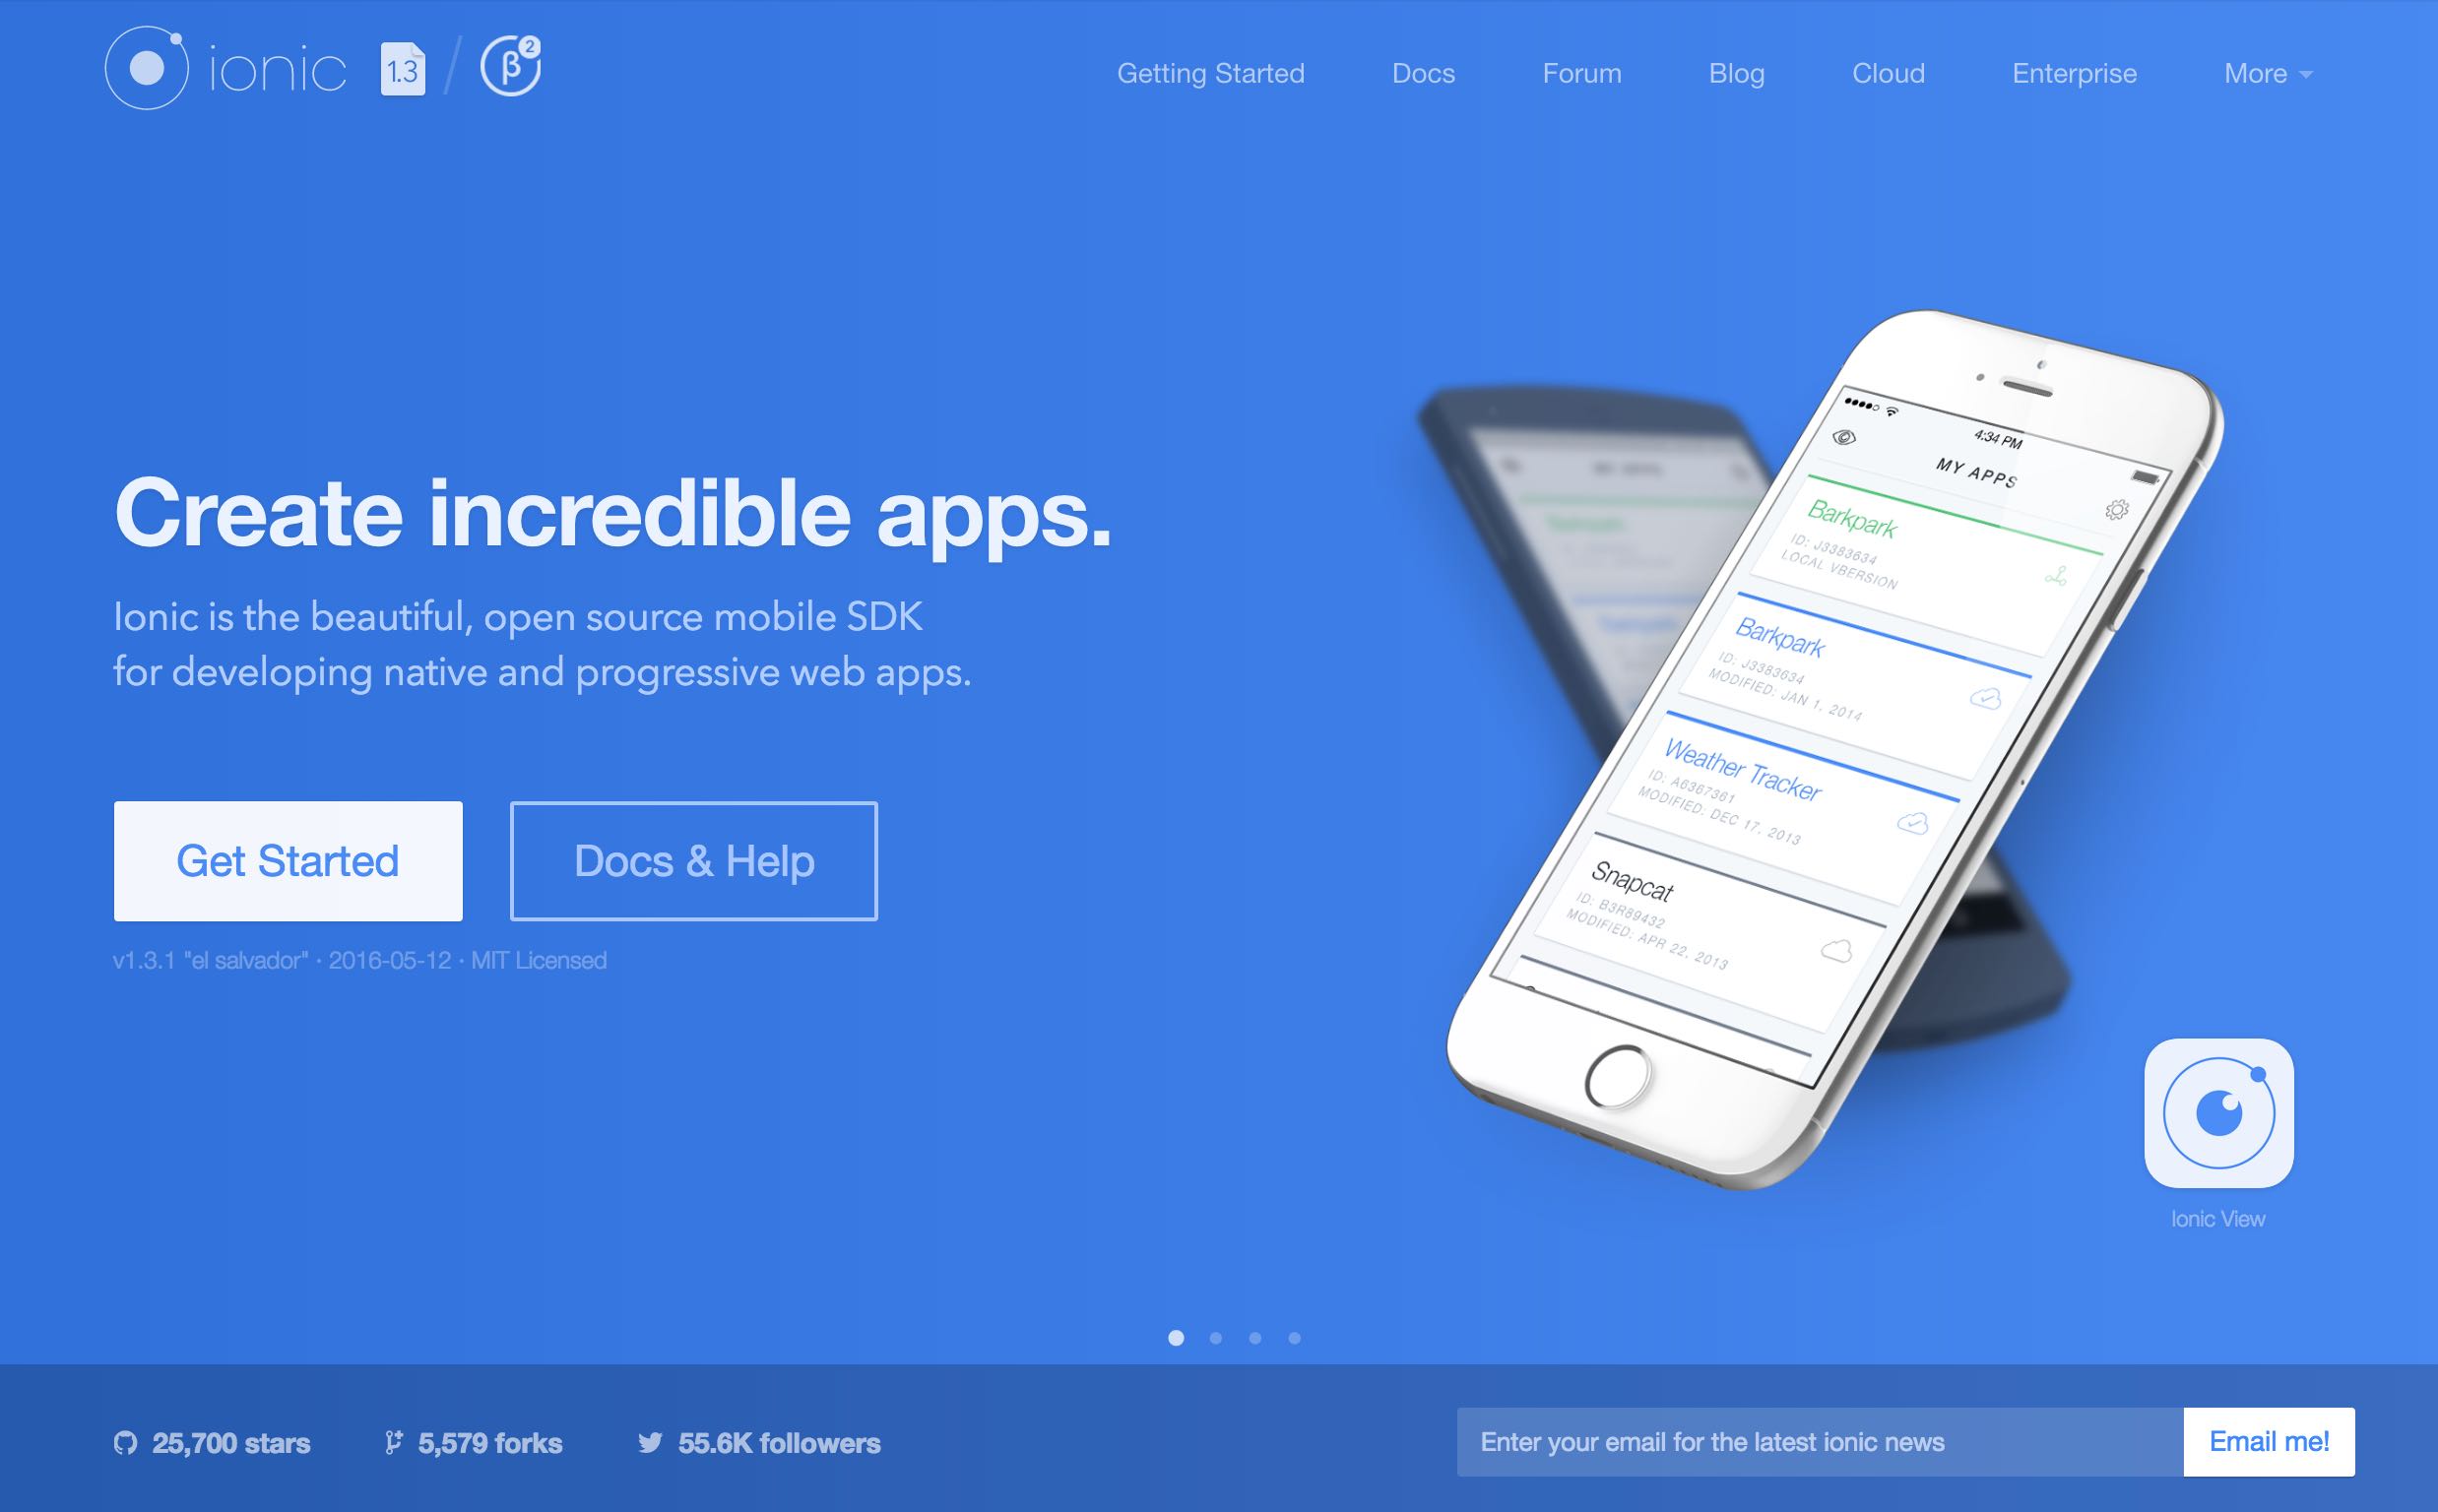 ionic 1.3 / β 2
Getting Started Docs Forum Blog Cloud Enterprise More
Create incredible apps.
Ionic is the beautiful, open source mobile SDK
for developing native and progressive web apps.
Get Started
Docs & Help
v1.3.1 "el salvador" · 2016-05-12 · MIT Licensed
4:34 PM
MY APPS
Barkpark
ID: J3383634
LOCAL VBERSION
Barkpark
ID: J3383634
MODIFIED: JAN 1, 2014
Weather Tracker
ID: A6367361
MODIFIED: DEC 17, 2013
Snapcat
ID: B3R89432
MODIFIED: APR 22, 2013
Ionic View
25,700 stars 5,579 forks 55.6K followers
Enter your email for the latest ionic news
Email me!